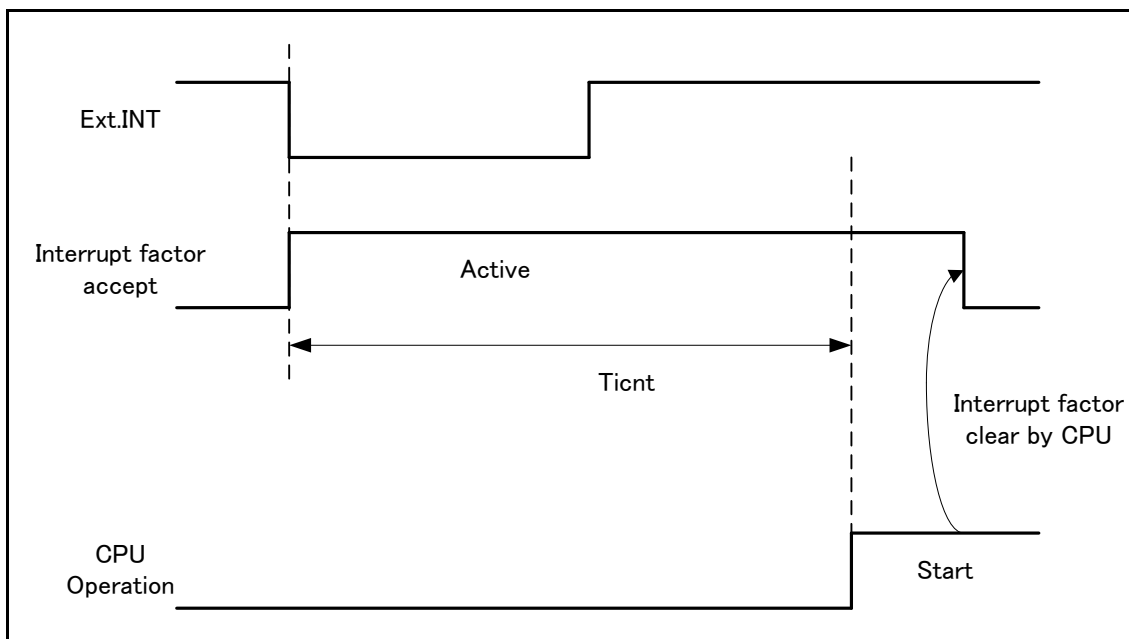 Ext.INT
Interrupt factor
accept
Active
Ticnt
Interrupt factor
clear by CPU
CPU
Operation
Start